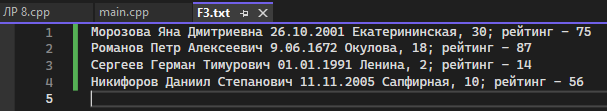 ЛР 8.cpp main.cpp F3.txt
1 Морозова Яна Дмитриевна 26.10.2001 Екатерининская, 30; рейтинг – 75
2 Романов Петр Алексеевич 9.06.1672 Окулова, 18; рейтинг – 87
3 Сергеев Герман Тимурович 01.01.1991 Ленина, 2; рейтинг – 14
4 Никифоров Даниил Степанович 11.11.2005 Сапфирная, 10; рейтинг – 56
5